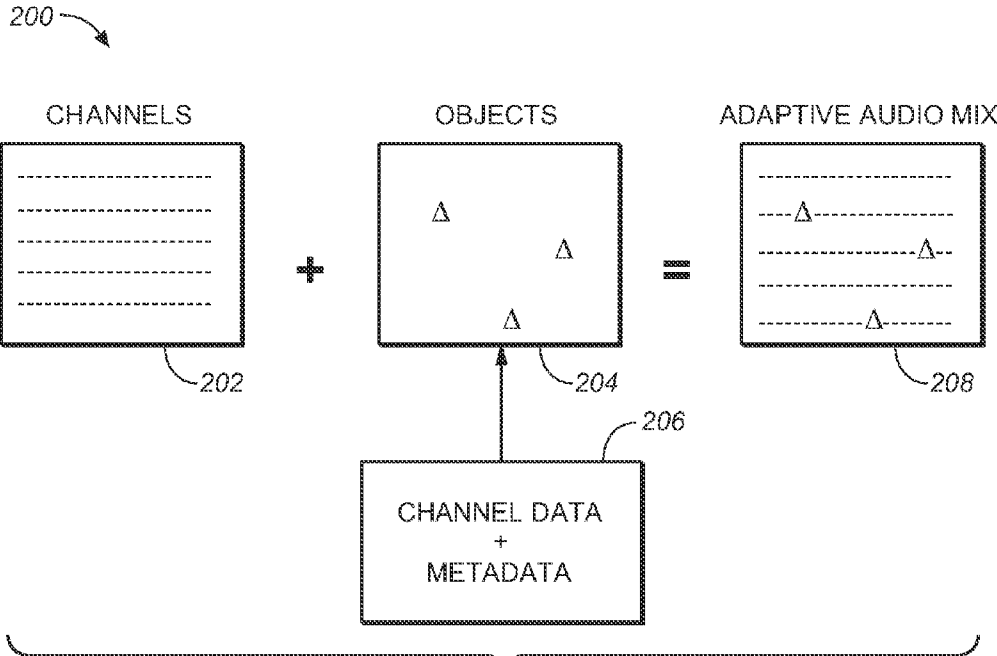 200
CHANNELS
OBJECTS
ADAPTIVE AUDIO MIX
Δ
Δ
Δ
+
=
Δ
Δ
Δ
202
204
208
206
CHANNEL DATA
+
METADATA